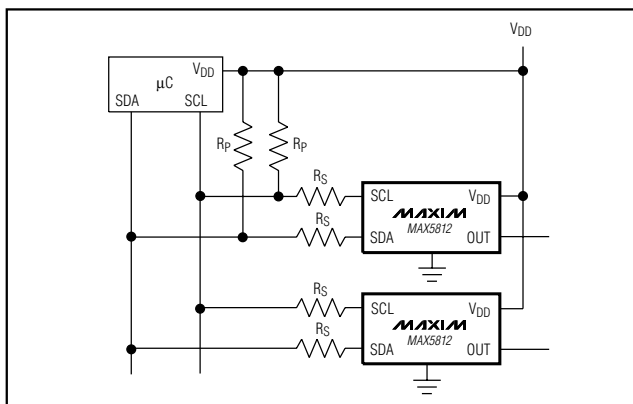 VDD
μC
VDD
SDA
SCL
RP
RP
RS
SCL
VDD
MAXIM
MAX5812
RS
SDA
OUT
RS
SCL
VDD
MAXIM
MAX5812
RS
SDA
OUT